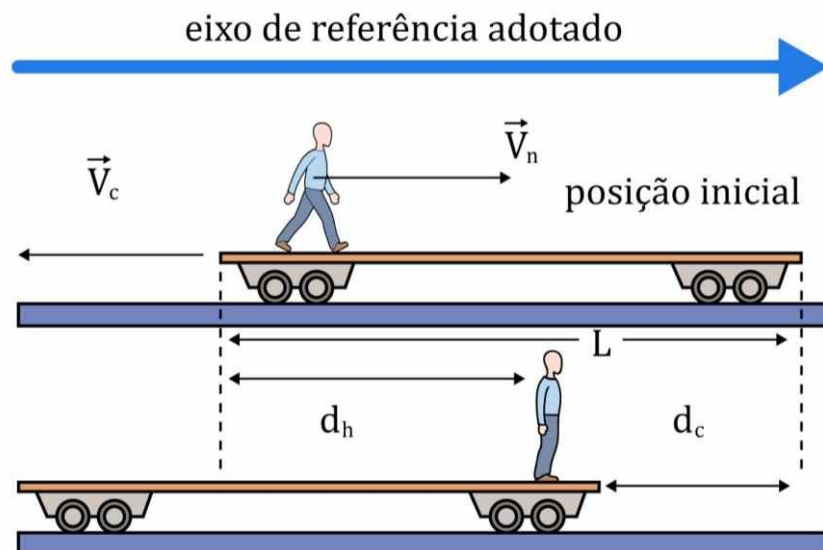 eixo de referência adotado
V⃗c
V⃗n
posição inicial
L
dh
dc